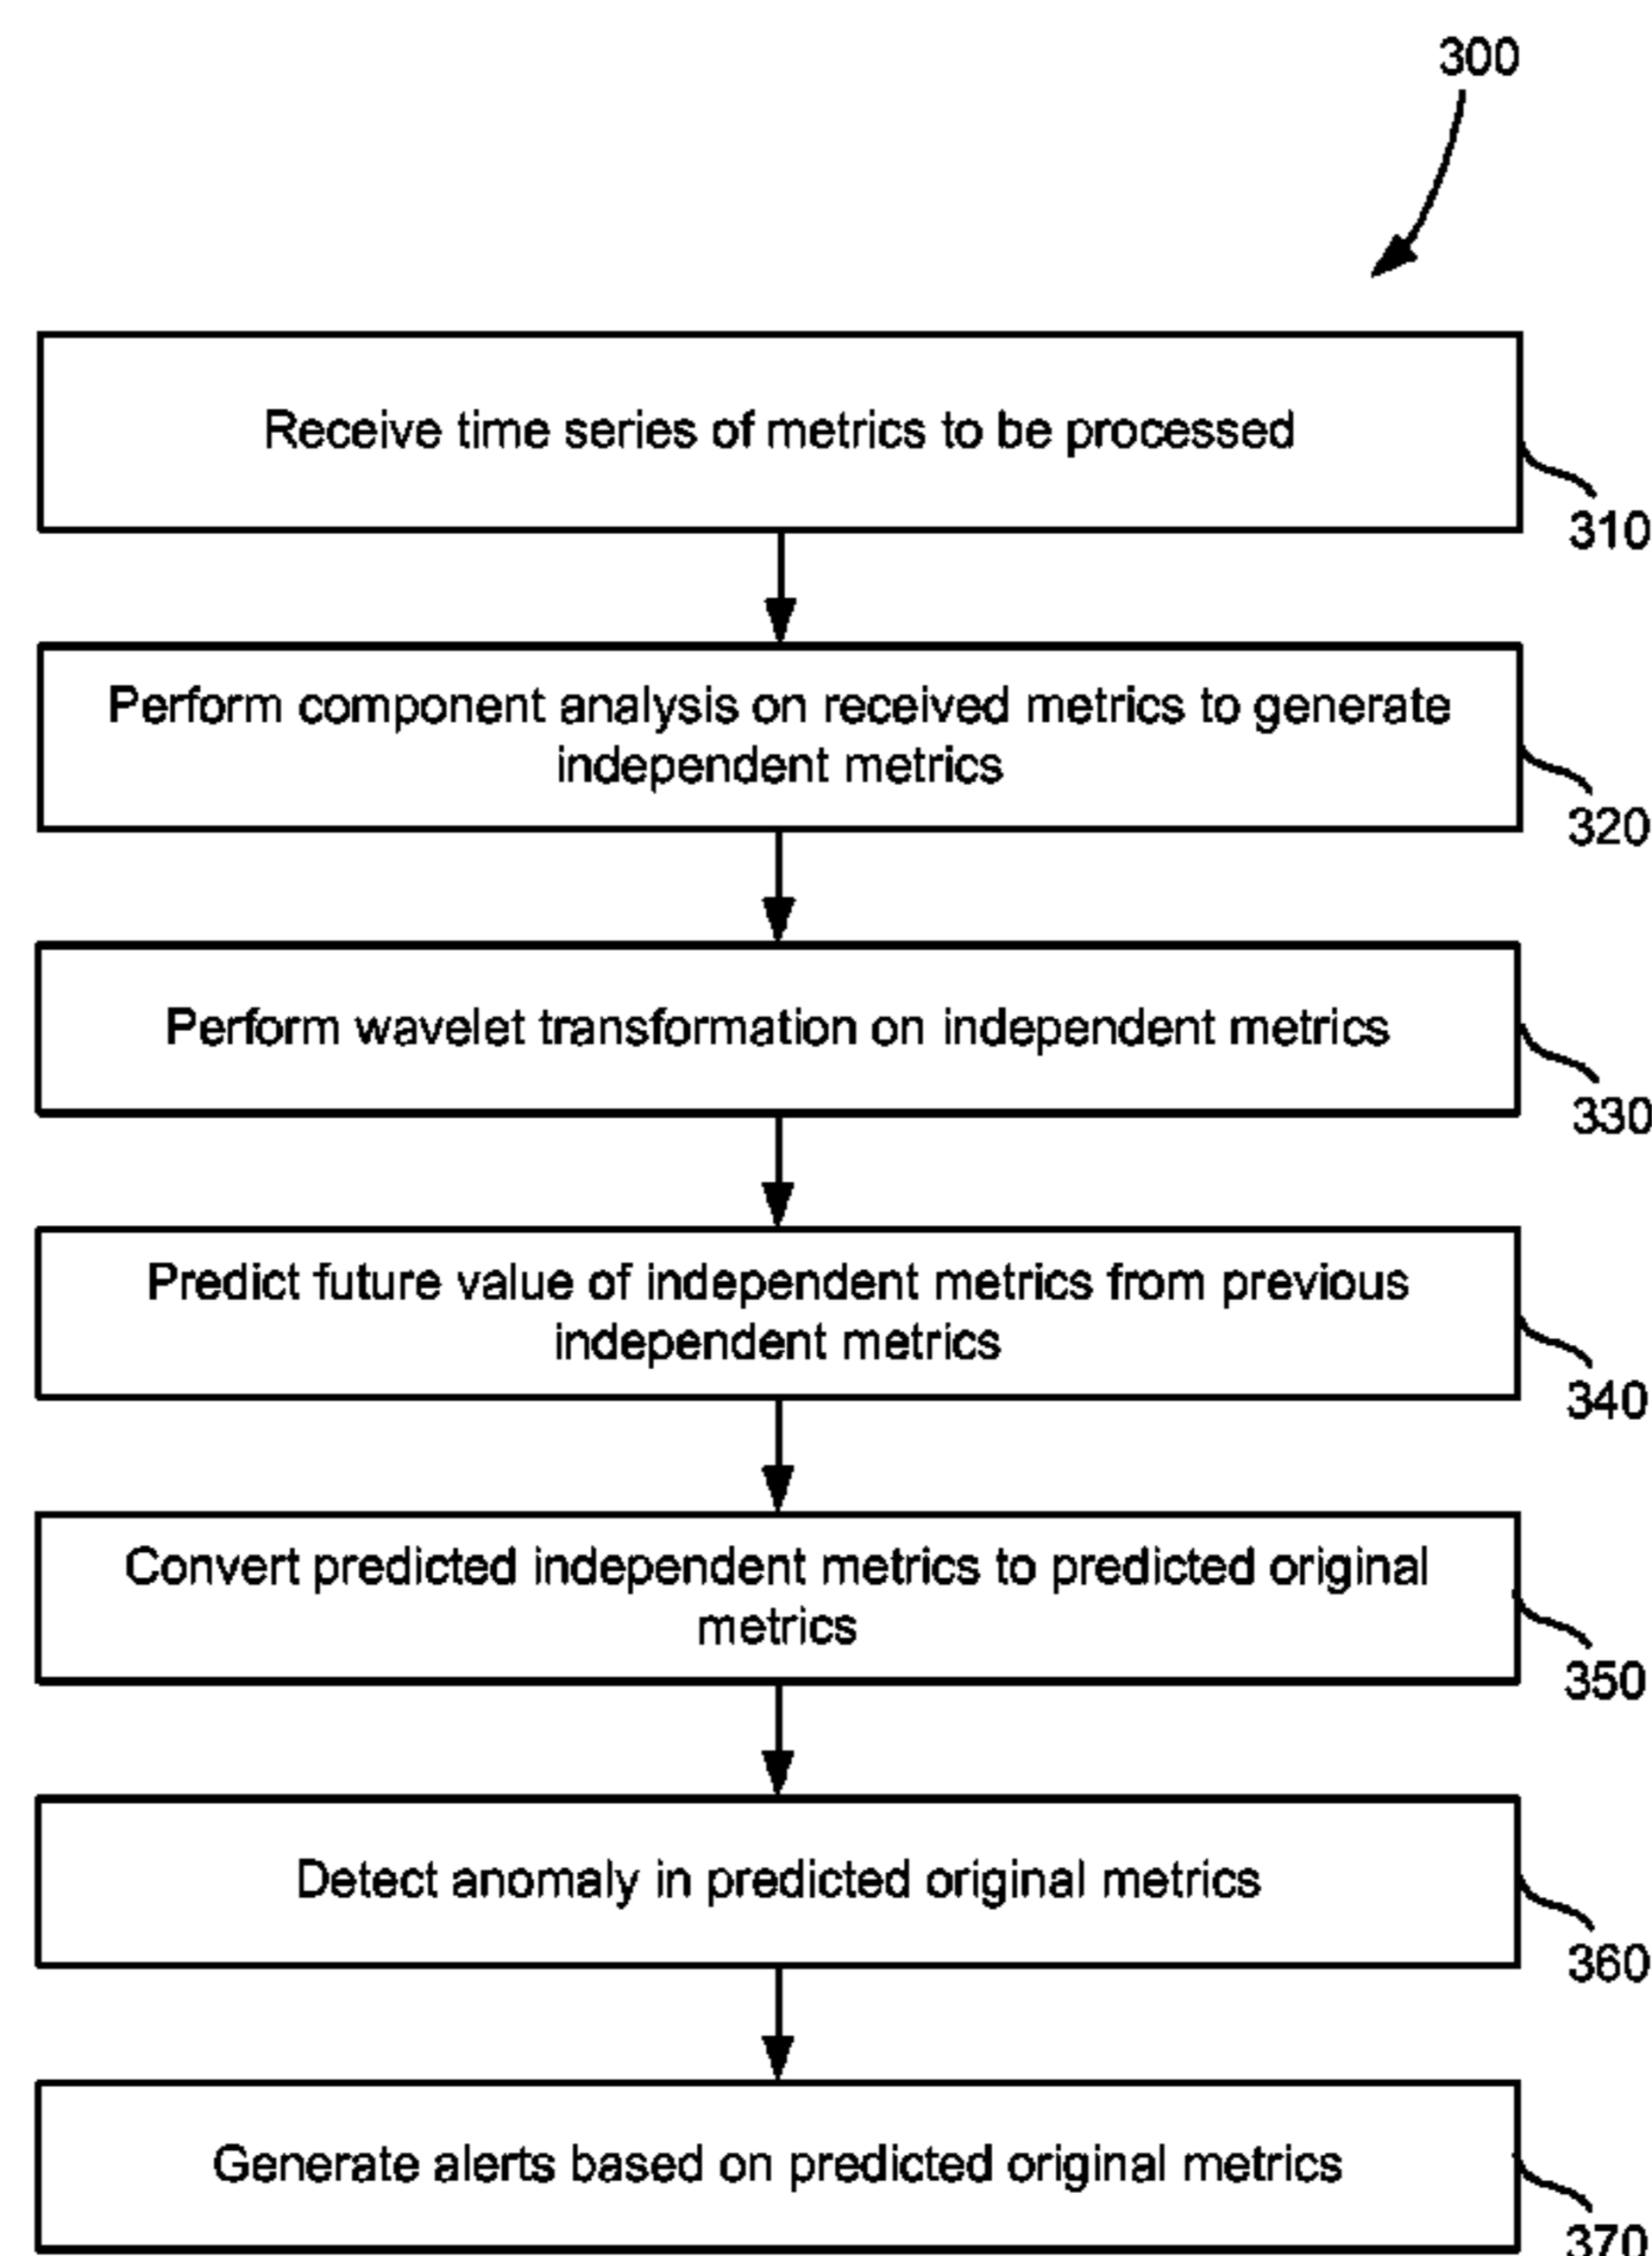 300
Receive time series of metrics to be processed
310
Perform component analysis on received metrics to generate
independent metrics
320
Perform wavelet transformation on independent metrics
330
Predict future value of independent metrics from previous
independent metrics
340
Convert predicted independent metrics to predicted original
metrics
350
Detect anomaly in predicted original metrics
360
Generate alerts based on predicted original metrics
370